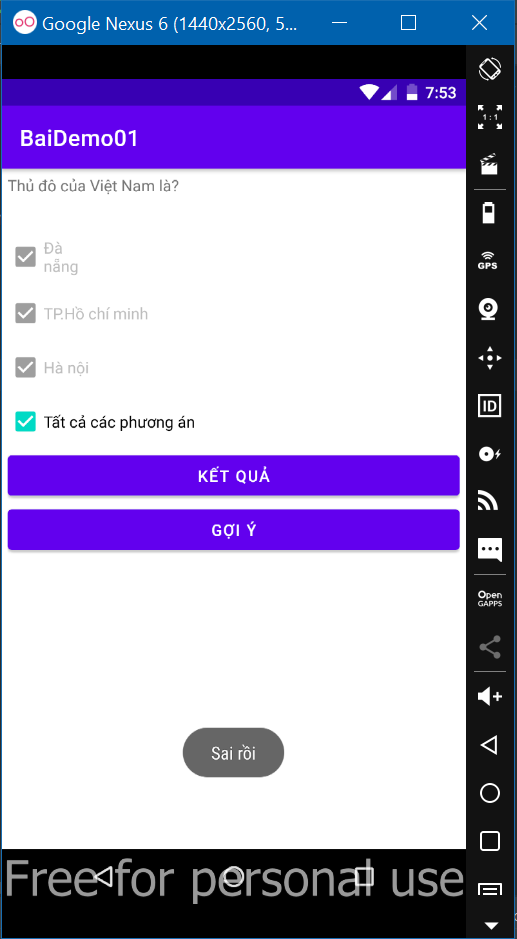 Google Nexus 6 (1440x2560, 5...
7:53
BaiDemo01
Thủ đô của Việt Nam là?
Đà
nẵng
TP.Hồ chí minh
Hà nội
Tất cả các phương án
KẾT QUẢ
GỢI Ý
Sai rồi
Free for personal use
1:1
GPS
ID
Open
GAPPS